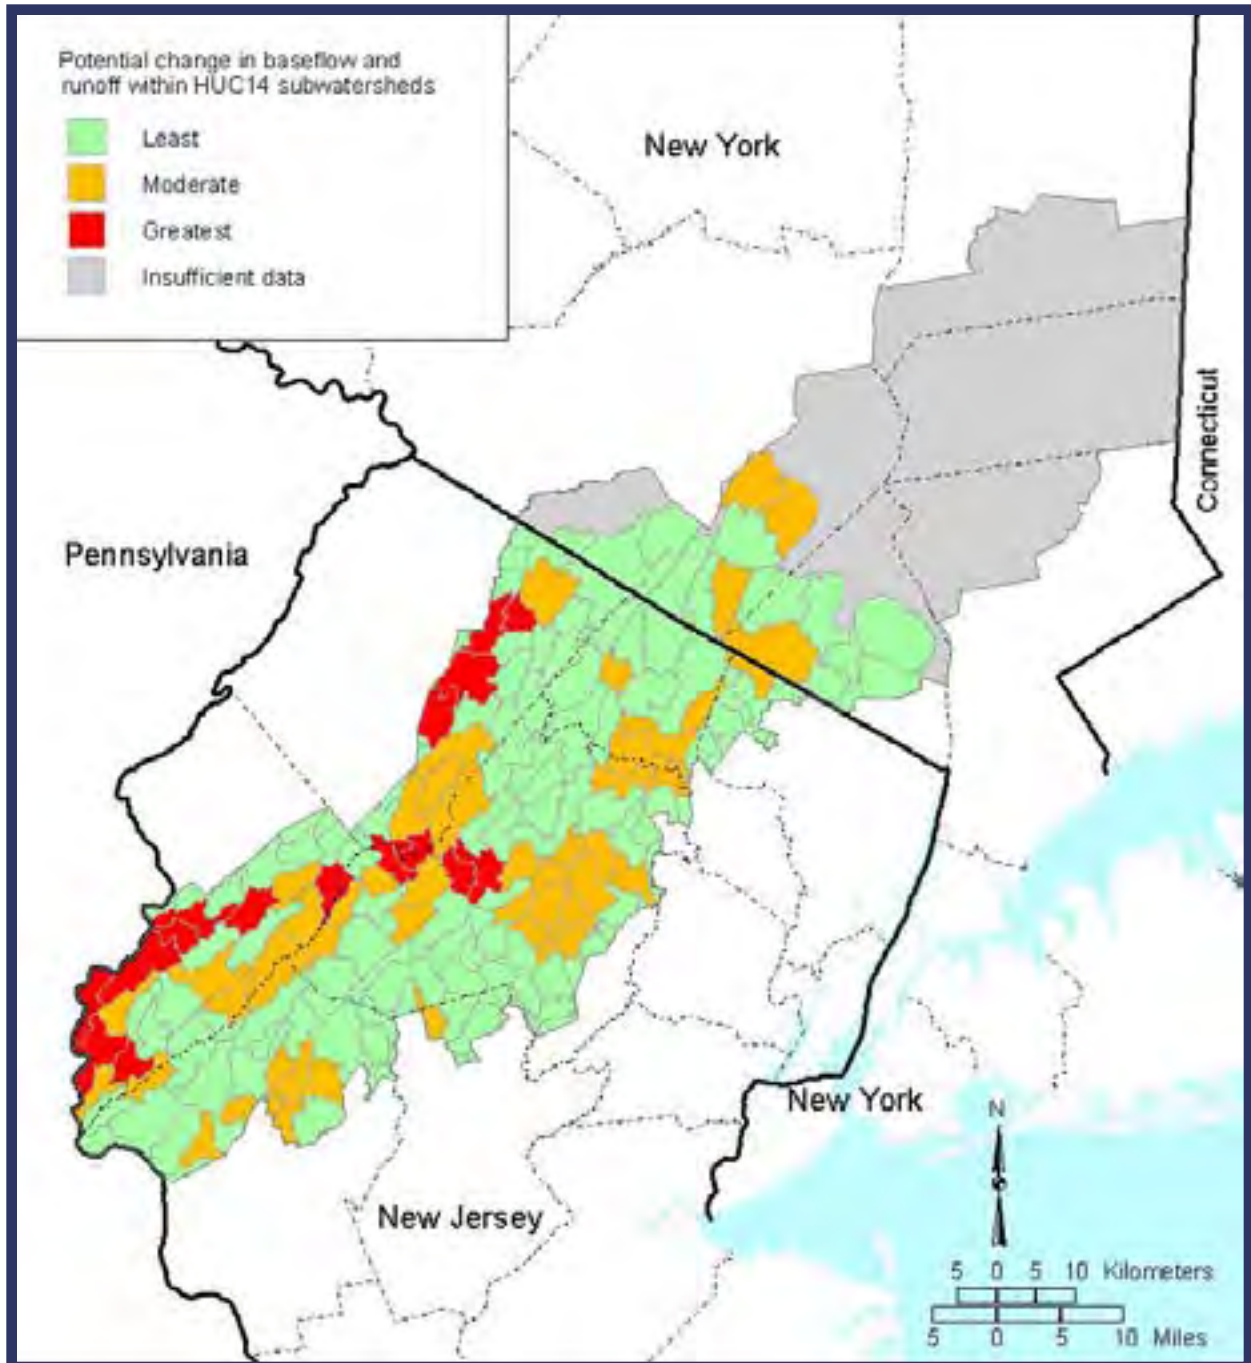 Potential change in baseflow and
runoff within HUC14 subwatersheds
Least
Moderate
Greatest
Insufficient data
New York
Connecticut
Pennsylvania
New York
New Jersey
N
5 0 5 10 Kilometers
5 0 5 10 Miles